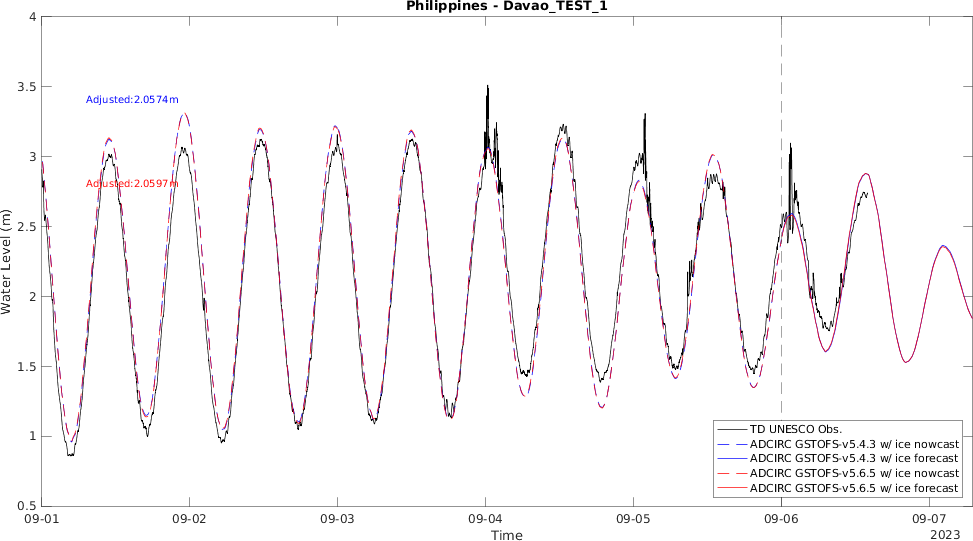 Philippines - Davao_TEST_1
4
3.5
3
2.5
2
1.5
1
0.5
Water Level (m)
Adjusted:2.0574m
Adjusted:2.0597m
TD UNESCO Obs.
ADCIRC GSTOFS-v5.4.3 w/ ice nowcast
ADCIRC GSTOFS-v5.4.3 w/ ice forecast
ADCIRC GSTOFS-v5.6.5 w/ ice nowcast
ADCIRC GSTOFS-v5.6.5 w/ ice forecast
09-01 09-02 09-03 09-04 09-05 09-06 09-07
Time
2023